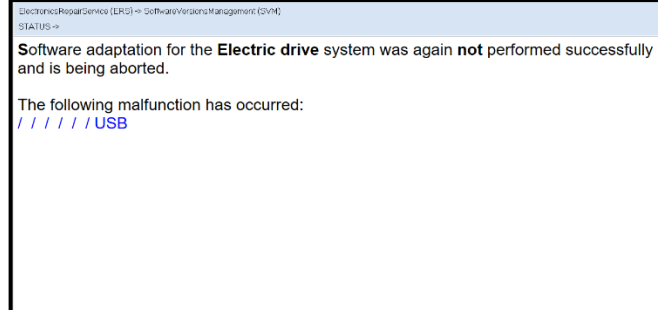 ElectronicsRepairService (ERS) -> SoftwareVersionsManagement (SVM)
STATUS ->
Software adaptation for the Electric drive system was again not performed successfully
and is being aborted.
The following malfunction has occurred:
/ / / / / / USB